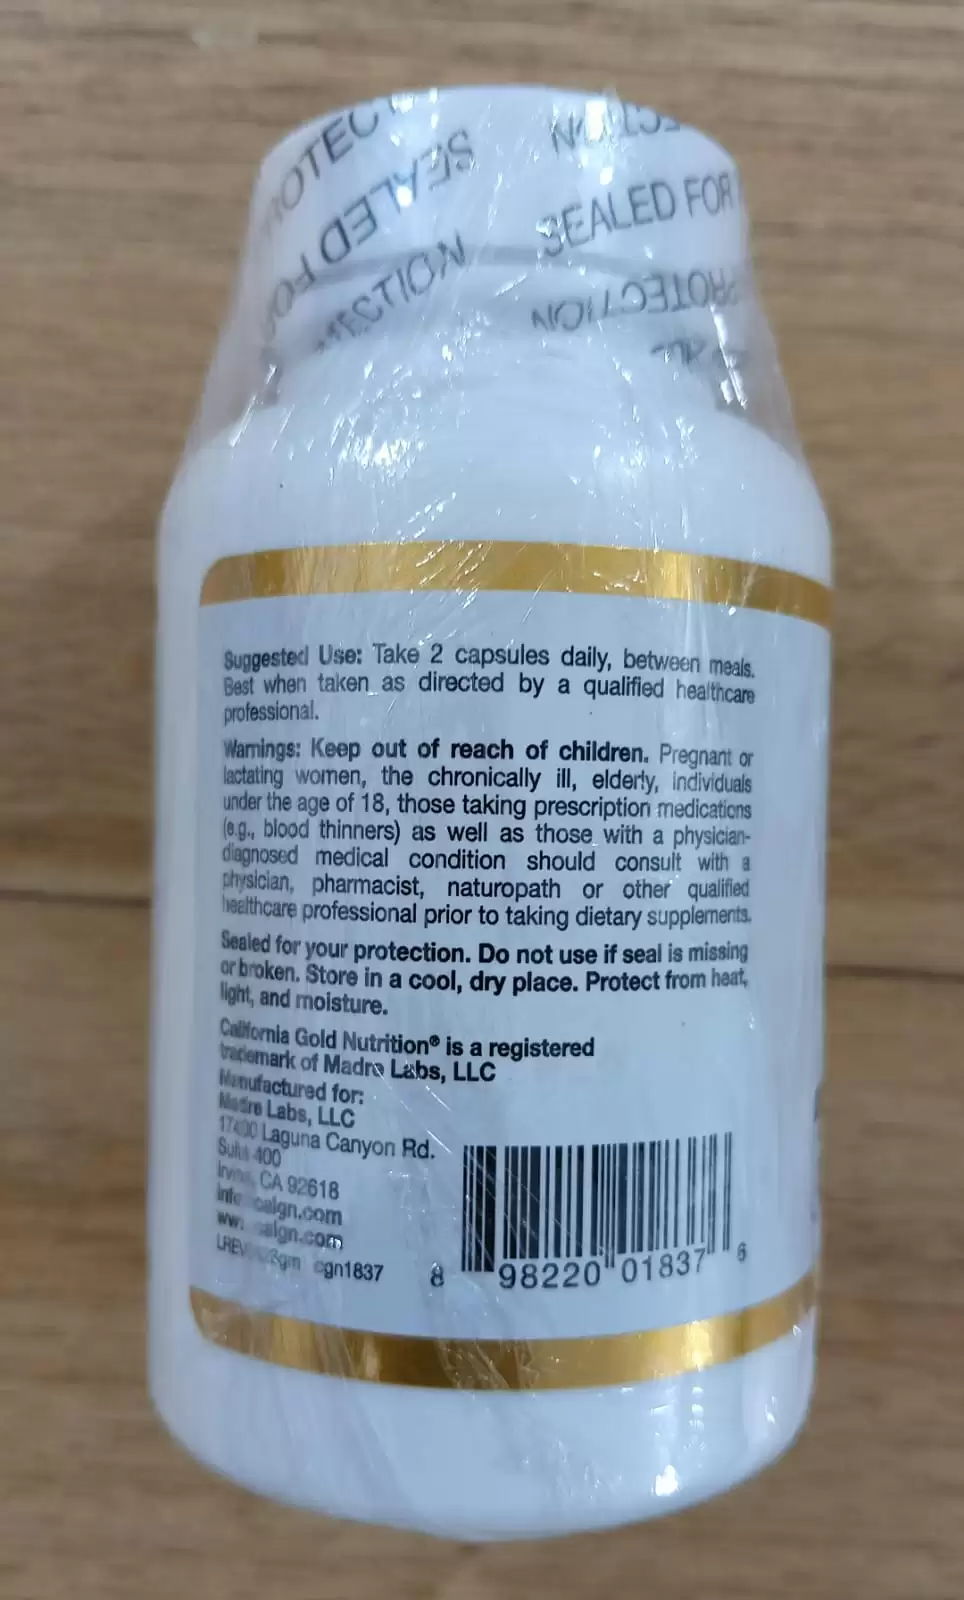 PROTECT
SEALED
SEALED FOR
PROTECTION
Suggested Use: Take 2 capsules daily, between meals.
Best when taken as directed by a qualified healthcare
professional.
Warnings: Keep out of reach of children. Pregnant or
lactating women, the chronically ill, elderly, individuals
under the age of 18, those taking prescription medications
(e.g., blood thinners) as well as those with a physician-
diagnosed medical condition should consult with a
physician, pharmacist, naturopath or other qualified
healthcare professional prior to taking dietary supplements.
Sealed for your protection. Do not use if seal is missing
or broken. Store in a cool, dry place. Protect from heat,
light, and moisture.
California Gold Nutrition® is a registered
trademark of Madre Labs, LLC
Manufactured for:
Madre Labs, LLC
Laguna Canyon Rd.
Suite 400
CA 92618
cgn1837
8 98220 01837 6